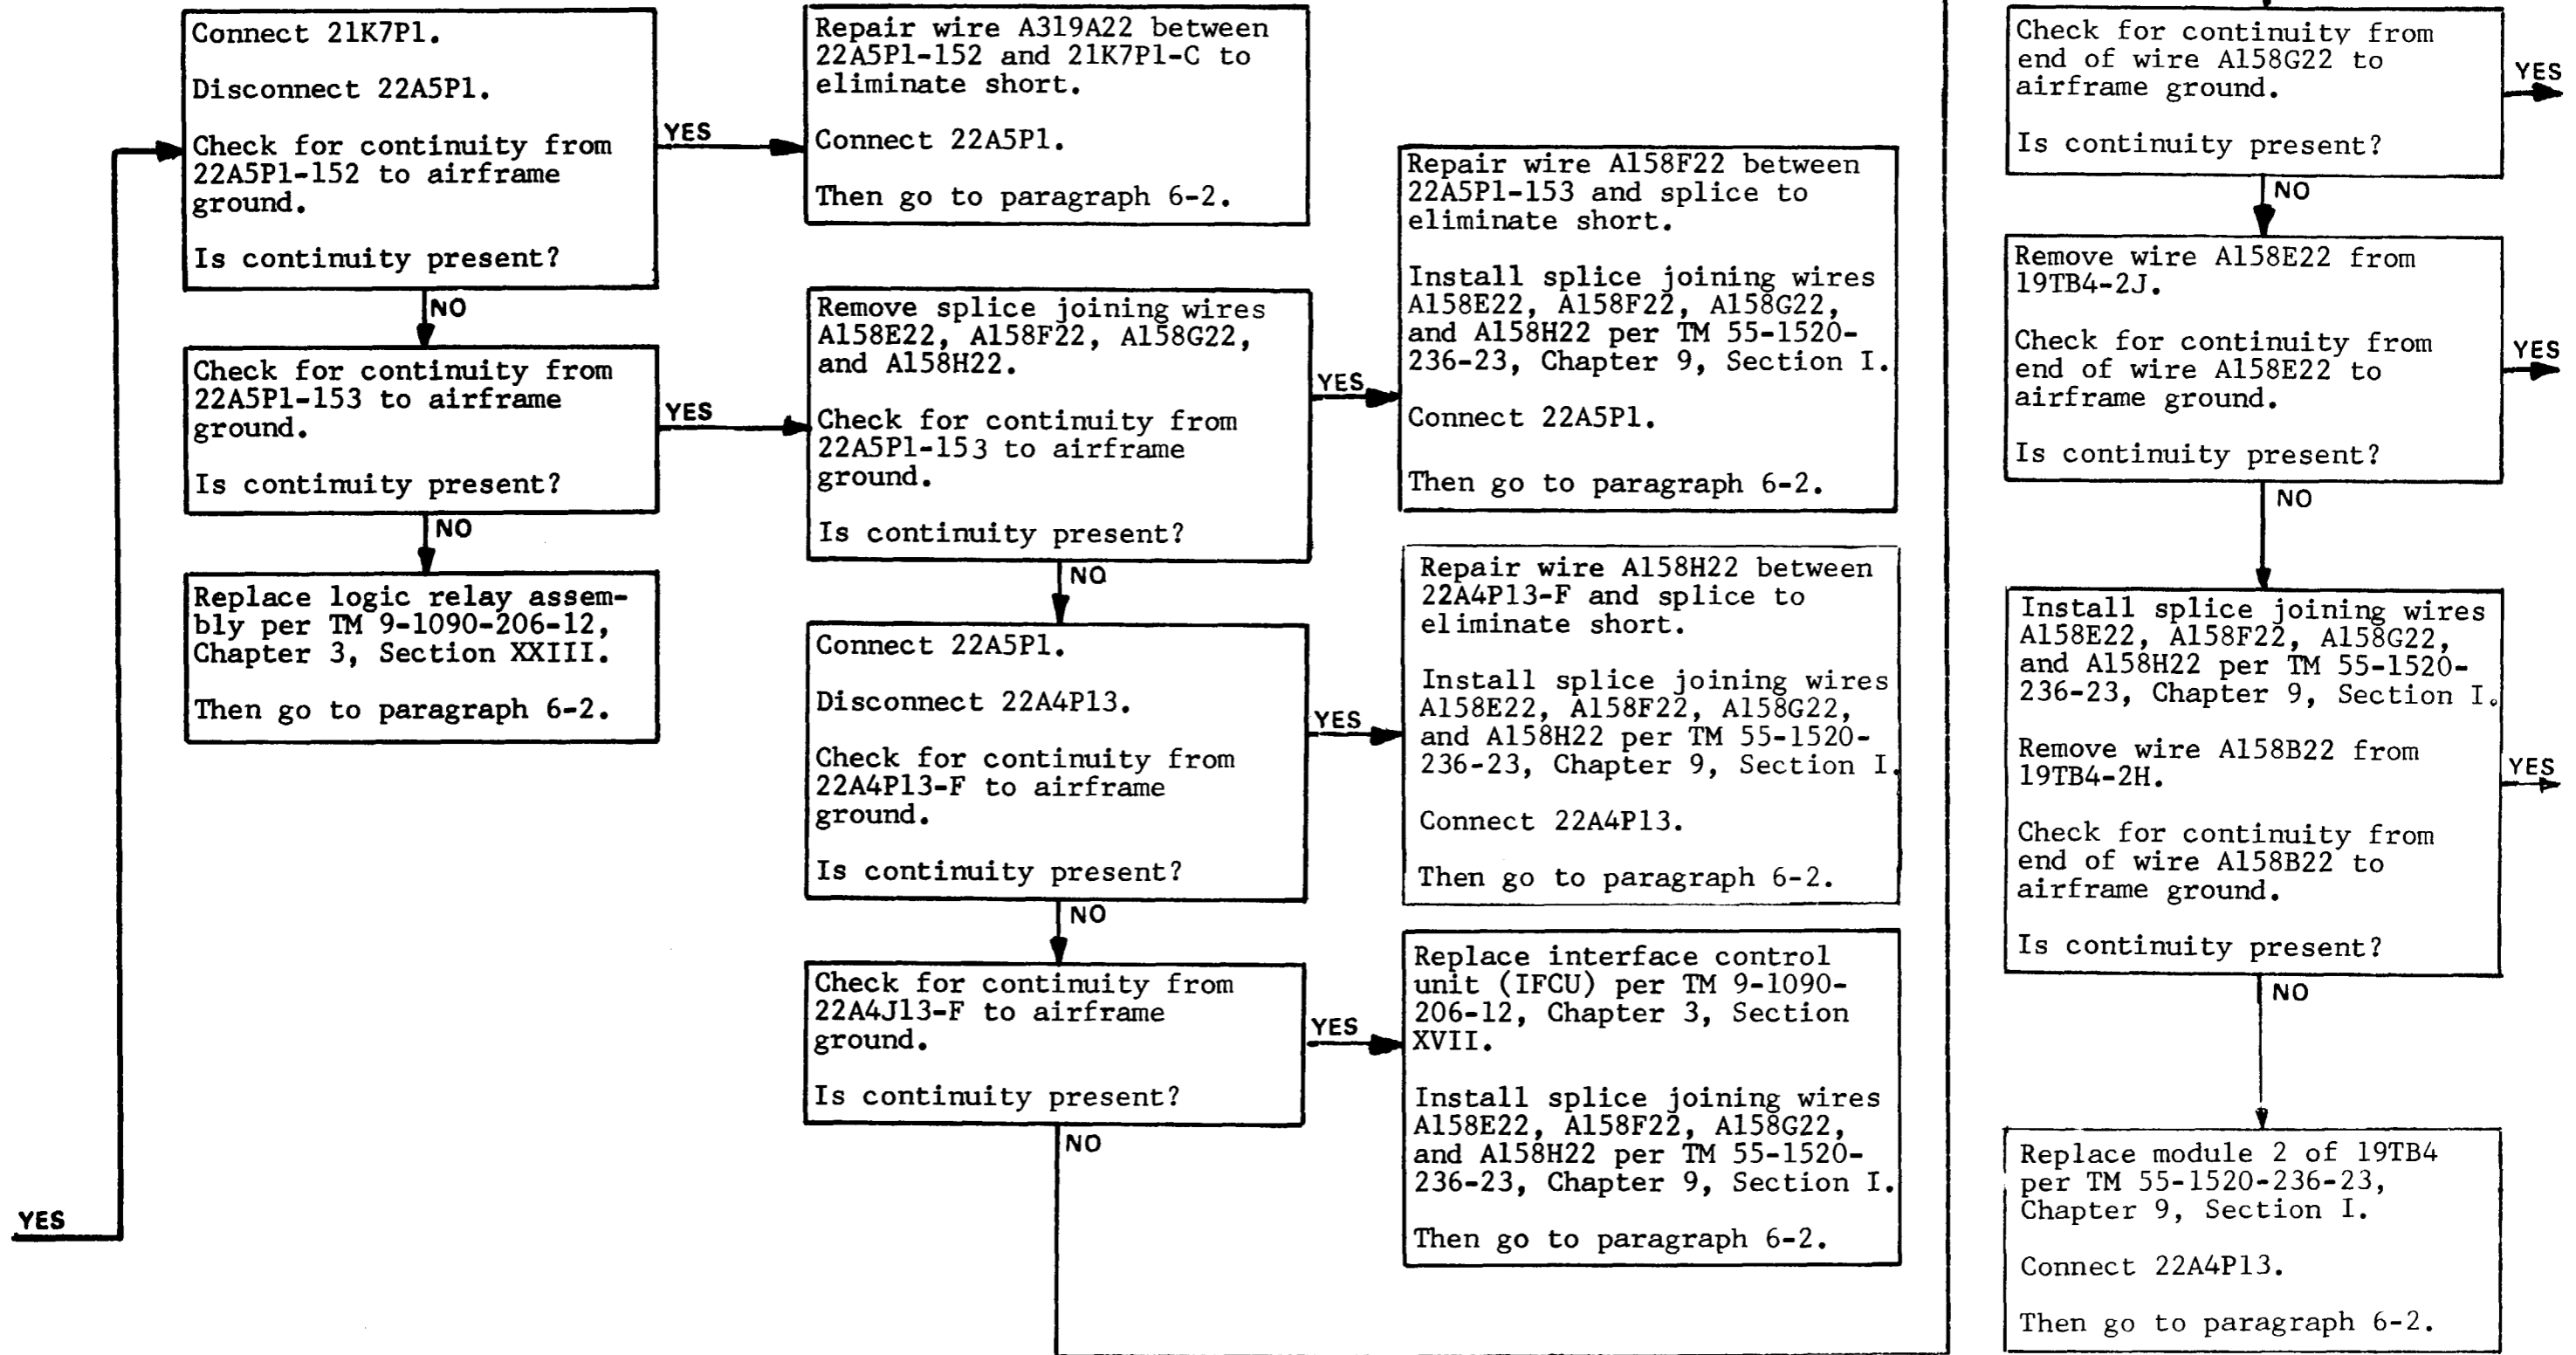 Connect 21K7P1.
Disconnect 22A5P1.
Check for continuity from
22A5P1-152 to airframe
ground.
Is continuity present?
YES
NO
Repair wire A319A22 between
22A5P1-152 and 21K7P1-C to
eliminate short.
Connect 22A5P1.
Then go to paragraph 6-2.
Check for continuity from
22A5P1-153 to airframe
ground.
Is continuity present?
YES
NO
Replace logic relay assem-
bly per TM 9-1090-206-12,
Chapter 3, Section XXIII.
Then go to paragraph 6-2.
YES
Remove splice joining wires
A158E22, A158F22, A158G22,
and A158H22.
Check for continuity from
22A5P1-153 to airframe
ground.
Is continuity present?
YES
NO
Repair wire A158F22 between
22A5P1-153 and splice to
eliminate short.
Install splice joining wires
A158E22, A158F22, A158G22,
and A158H22 per TM 55-1520-
236-23, Chapter 9, Section I.
Connect 22A5P1.
Then go to paragraph 6-2.
Connect 22A5P1.
Disconnect 22A4P13.
Check for continuity from
22A4P13-F to airframe
ground.
Is continuity present?
YES
NO
Repair wire A158H22 between
22A4P13-F and splice to
eliminate short.
Install splice joining wires
A158E22, A158F22, A158G22,
and A158H22 per TM 55-1520-
236-23, Chapter 9, Section I.
Connect 22A4P13.
Then go to paragraph 6-2.
Check for continuity from
22A4J13-F to airframe
ground.
Is continuity present?
YES
NO
Replace interface control
unit (IFCU) per TM 9-1090-
206-12, Chapter 3, Section
XVII.
Install splice joining wires
A158E22, A158F22, A158G22,
and A158H22 per TM 55-1520-
236-23, Chapter 9, Section I.
Then go to paragraph 6-2.
Check for continuity from
end of wire A158G22 to
airframe ground.
Is continuity present?
YES
NO
Remove wire A158E22 from
19TB4-2J.
Check for continuity from
end of wire A158E22 to
airframe ground.
Is continuity present?
YES
NO
Install splice joining wires
A158E22, A158F22, A158G22,
and A158H22 per TM 55-1520-
236-23, Chapter 9, Section I.
Remove wire A158B22 from
19TB4-2H.
Check for continuity from
end of wire A158B22 to
airframe ground.
Is continuity present?
YES
NO
Replace module 2 of 19TB4
per TM 55-1520-236-23,
Chapter 9, Section I.
Connect 22A4P13.
Then go to paragraph 6-2.